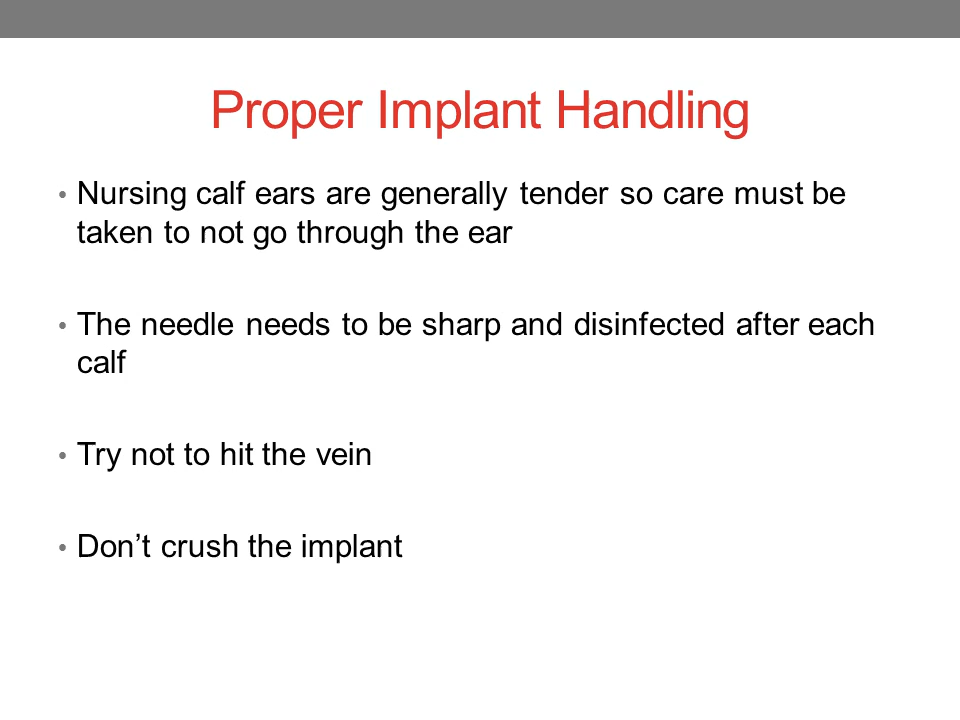 Proper Implant Handling
• Nursing calf ears are generally tender so care must be
taken to not go through the ear
• The needle needs to be sharp and disinfected after each
calf
• Try not to hit the vein
• Don’t crush the implant